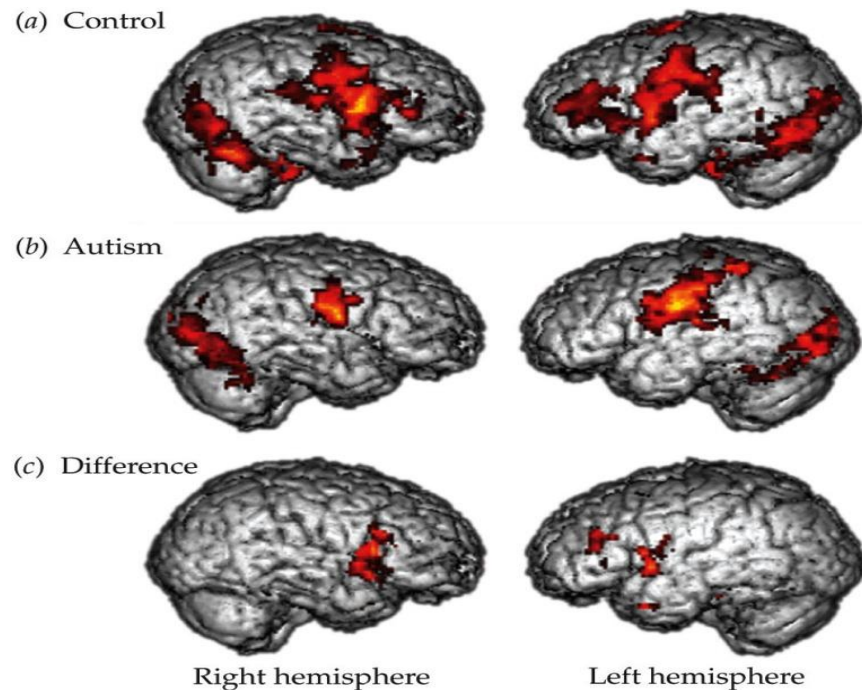 (a) Control
(b) Autism
(c) Difference
Right hemisphere
Left hemisphere